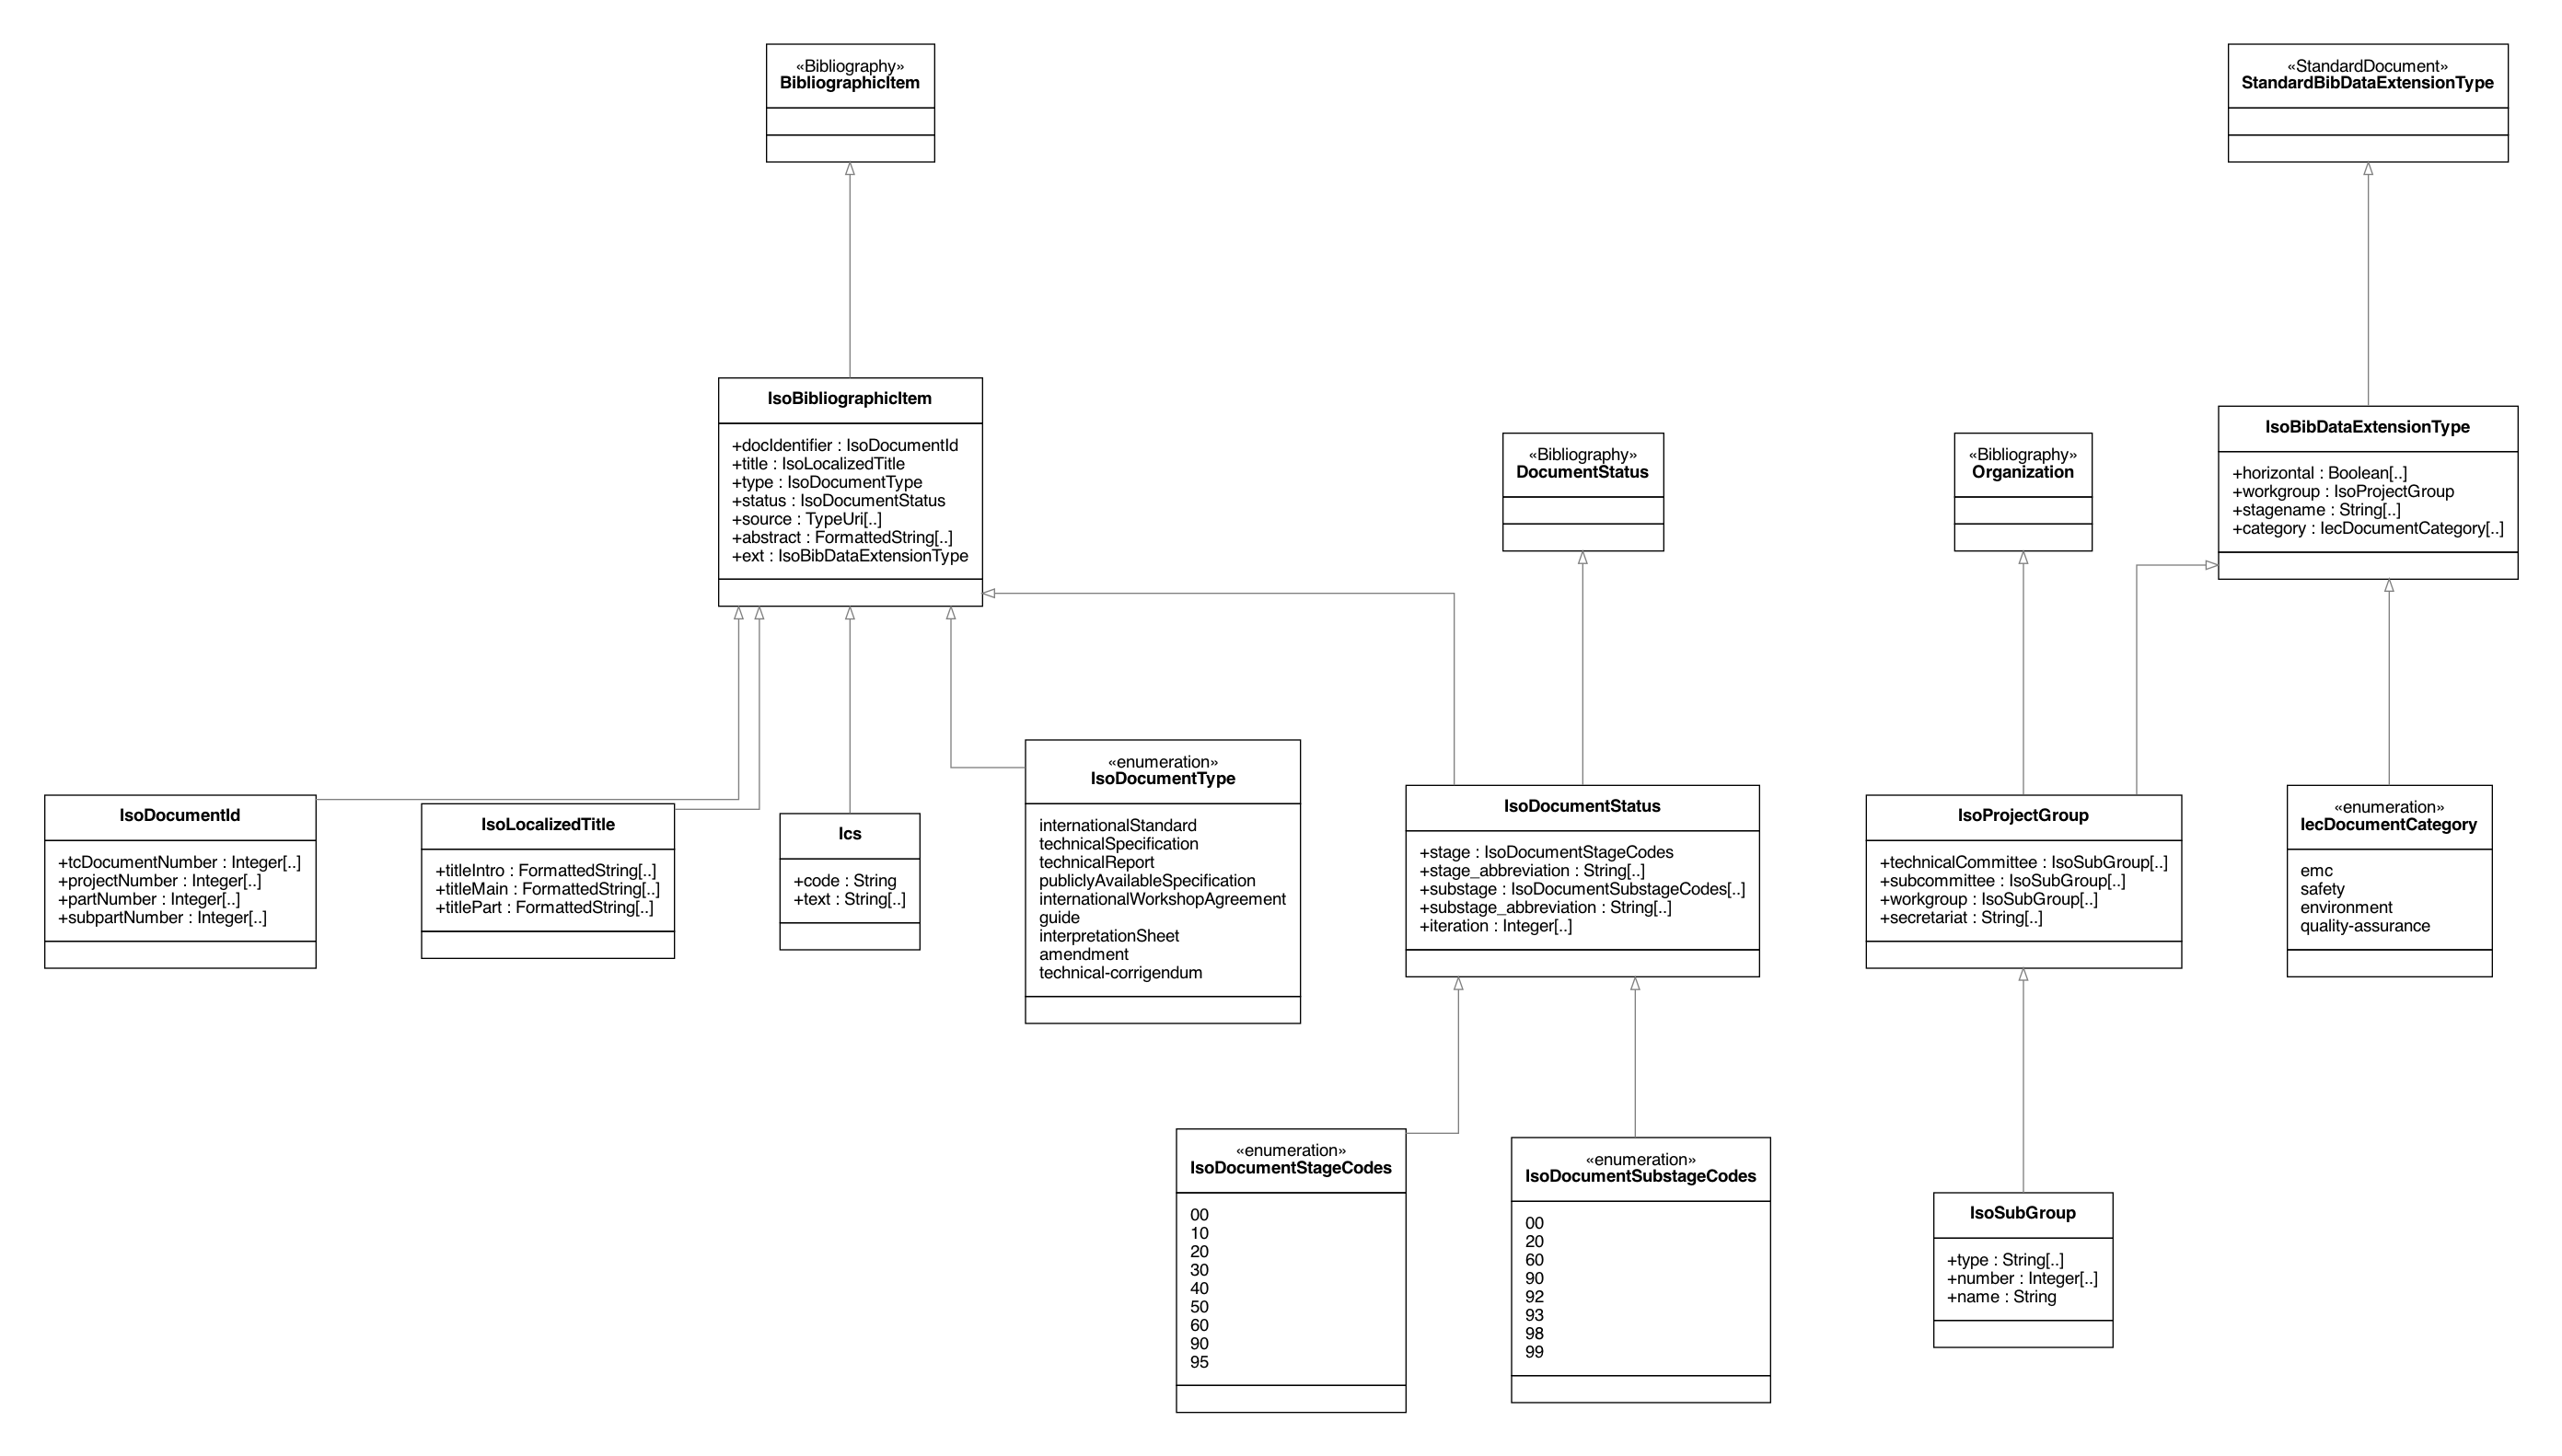 «Bibliography»
BibliographicItem
«StandardDocument»
StandardBibDataExtensionType
IsoBibliographicItem
+docIdentifier : IsoDocumentId
+title : IsoLocalizedTitle
+type : IsoDocumentType
+status : IsoDocumentStatus
+source : TypeUri[..]
+abstract : FormattedString[..]
+ext : IsoBibDataExtensionType
«Bibliography»
DocumentStatus
«Bibliography»
Organization
IsoBibDataExtensionType
+horizontal : Boolean[..]
+workgroup : IsoProjectGroup
+stagename : String[..]
+category : IecDocumentCategory[..]
IsoDocumentId
+tcDocumentNumber : Integer[..]
+projectNumber : Integer[..]
+partNumber : Integer[..]
+subpartNumber : Integer[..]
IsoLocalizedTitle
+titleIntro : FormattedString[..]
+titleMain : FormattedString[..]
+titlePart : FormattedString[..]
Ics
+code : String
+text : String[..]
«enumeration»
IsoDocumentType
internationalStandard
technicalSpecification
technicalReport
publiclyAvailableSpecification
internationalWorkshopAgreement
guide
interpretationSheet
amendment
technical-corrigendum
IsoDocumentStatus
+stage : IsoDocumentStageCodes
+stage_abbreviation : String[..]
+substage : IsoDocumentSubstageCodes[..]
+substage_abbreviation : String[..]
+iteration : Integer[..]
IsoProjectGroup
+technicalCommittee : IsoSubGroup[..]
+subcommittee : IsoSubGroup[..]
+workgroup : IsoSubGroup[..]
+secretariat : String[..]
«enumeration»
IecDocumentCategory
emc
safety
environment
quality-assurance
«enumeration»
IsoDocumentStageCodes
00
10
20
30
40
50
60
90
95
«enumeration»
IsoDocumentSubstageCodes
00
20
60
90
92
93
98
99
IsoSubGroup
+type : String[..]
+number : Integer[..]
+name : String